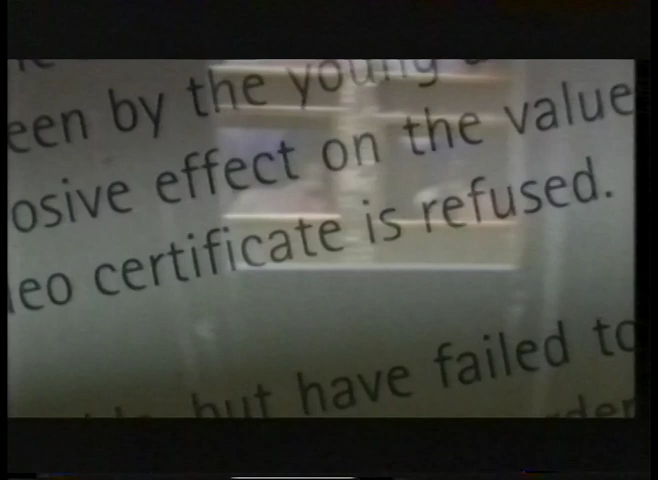 een by the young
osive effect on the value
eo certificate is refused.
but have failed to